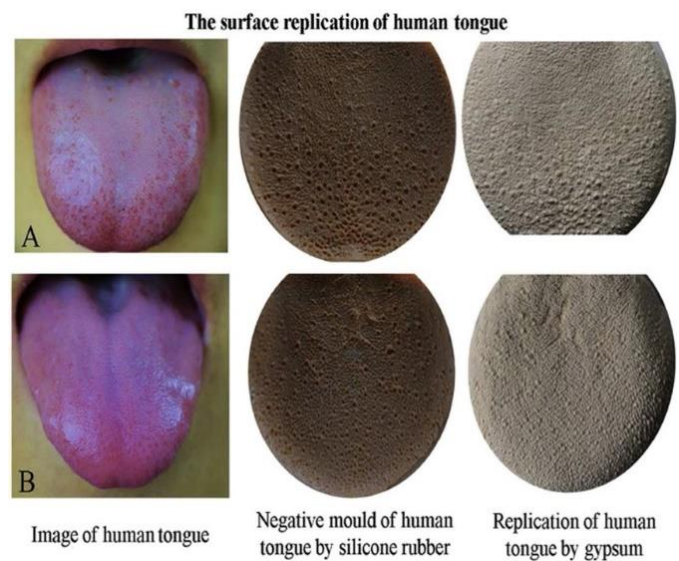 The surface replication of human tongue
A
B
Image of human tongue
Negative mould of human
tongue by silicone rubber
Replication of human
tongue by gypsum